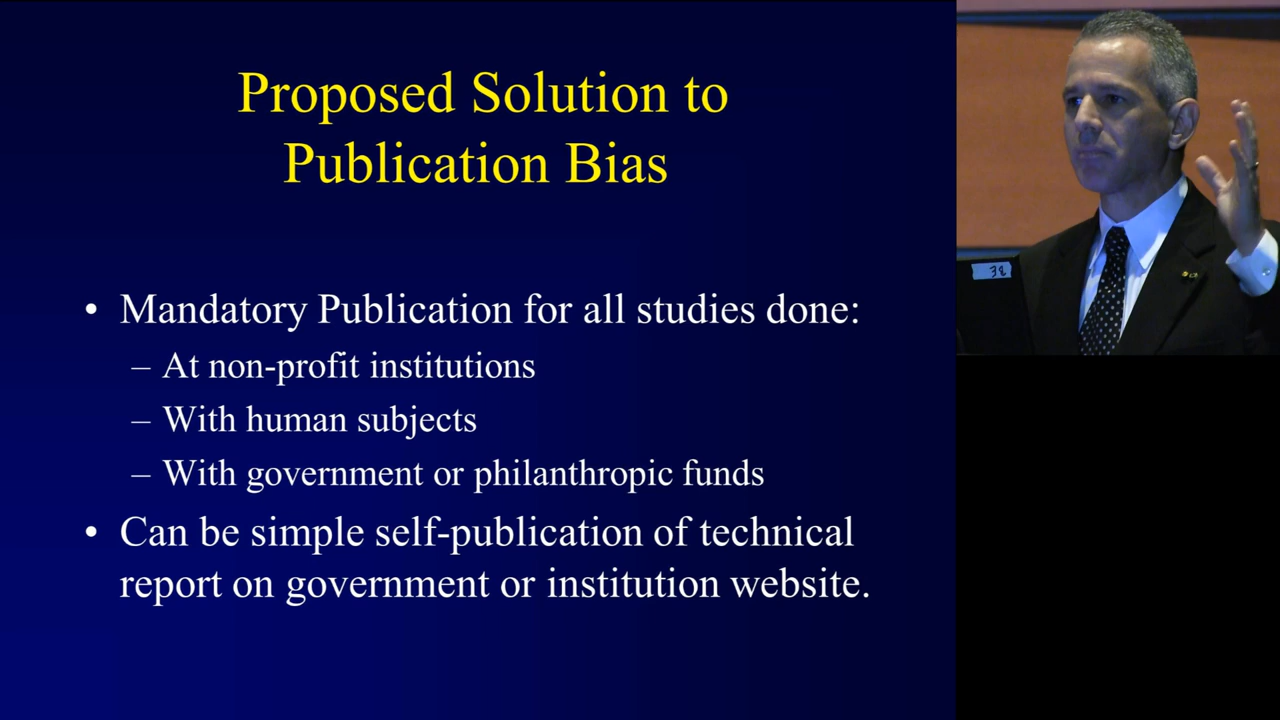 Proposed Solution to
Publication Bias
• Mandatory Publication for all studies done:
– At non-profit institutions
– With human subjects
– With government or philanthropic funds
• Can be simple self-publication of technical
report on government or institution website.
38